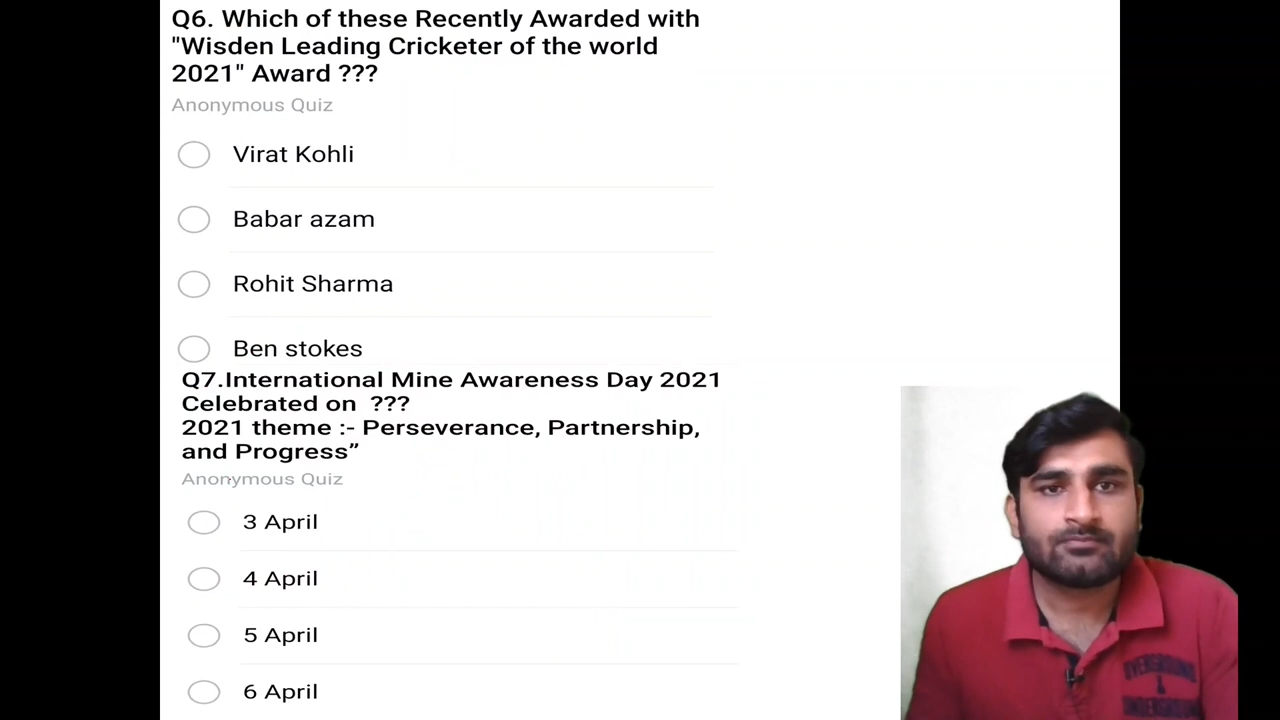 Q6. Which of these Recently Awarded with
"Wisden Leading Cricketer of the world
2021" Award ???
Anonymous Quiz
Virat Kohli
Babar azam
Rohit Sharma
Ben stokes
Q7.International Mine Awareness Day 2021
Celebrated on ???
2021 theme :- Perseverance, Partnership,
and Progress”
Anonymous Quiz
3 April
4 April
5 April
6 April
OVERGROUND
&
UNDERGROUND